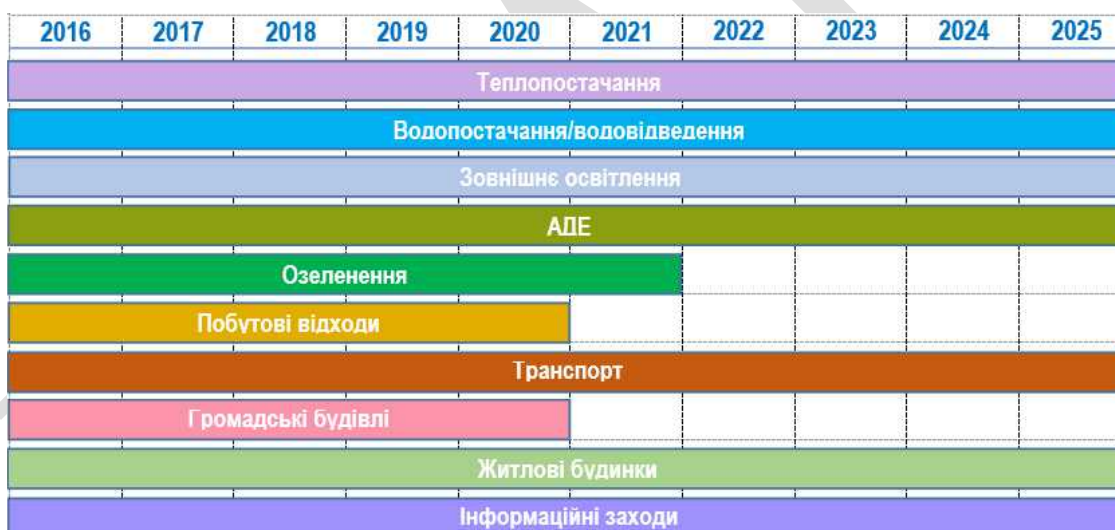 2016 2017 2018 2019 2020 2021 2022 2023 2024 2025
Теплопостачання
Водопостачання/водовідведення
Зовнішнє освітлення
АДЕ
Озеленення
Побутові відходи
Транспорт
Громадські будівлі
Житлові будинки
Інформаційні заходи